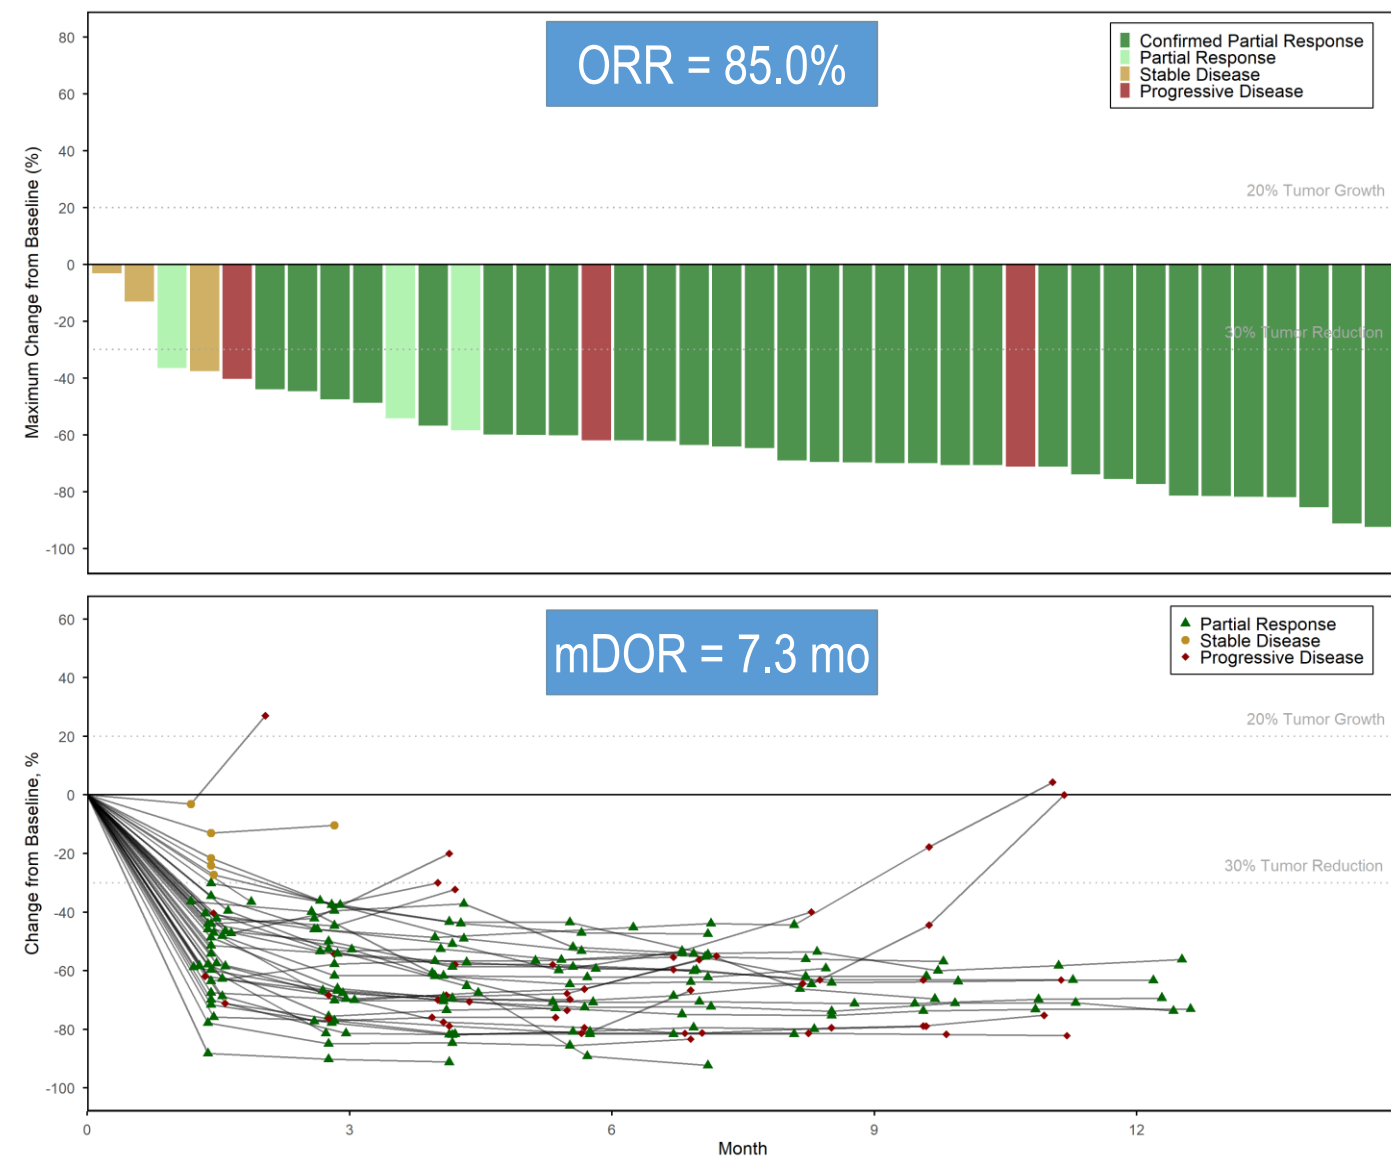 ORR = 85.0%
Confirmed Partial Response
Partial Response
Stable Disease
Progressive Disease
Maximum Change from Baseline (%)
80
60
40
20
0
-20
-40
-60
-80
-100
20% Tumor Growth
30% Tumor Reduction
mDOR = 7.3 mo
Partial Response
Stable Disease
Progressive Disease
Change from Baseline, %
60
40
20
0
-20
-40
-60
-80
-100
20% Tumor Growth
30% Tumor Reduction
0 3 6 9 12
Month